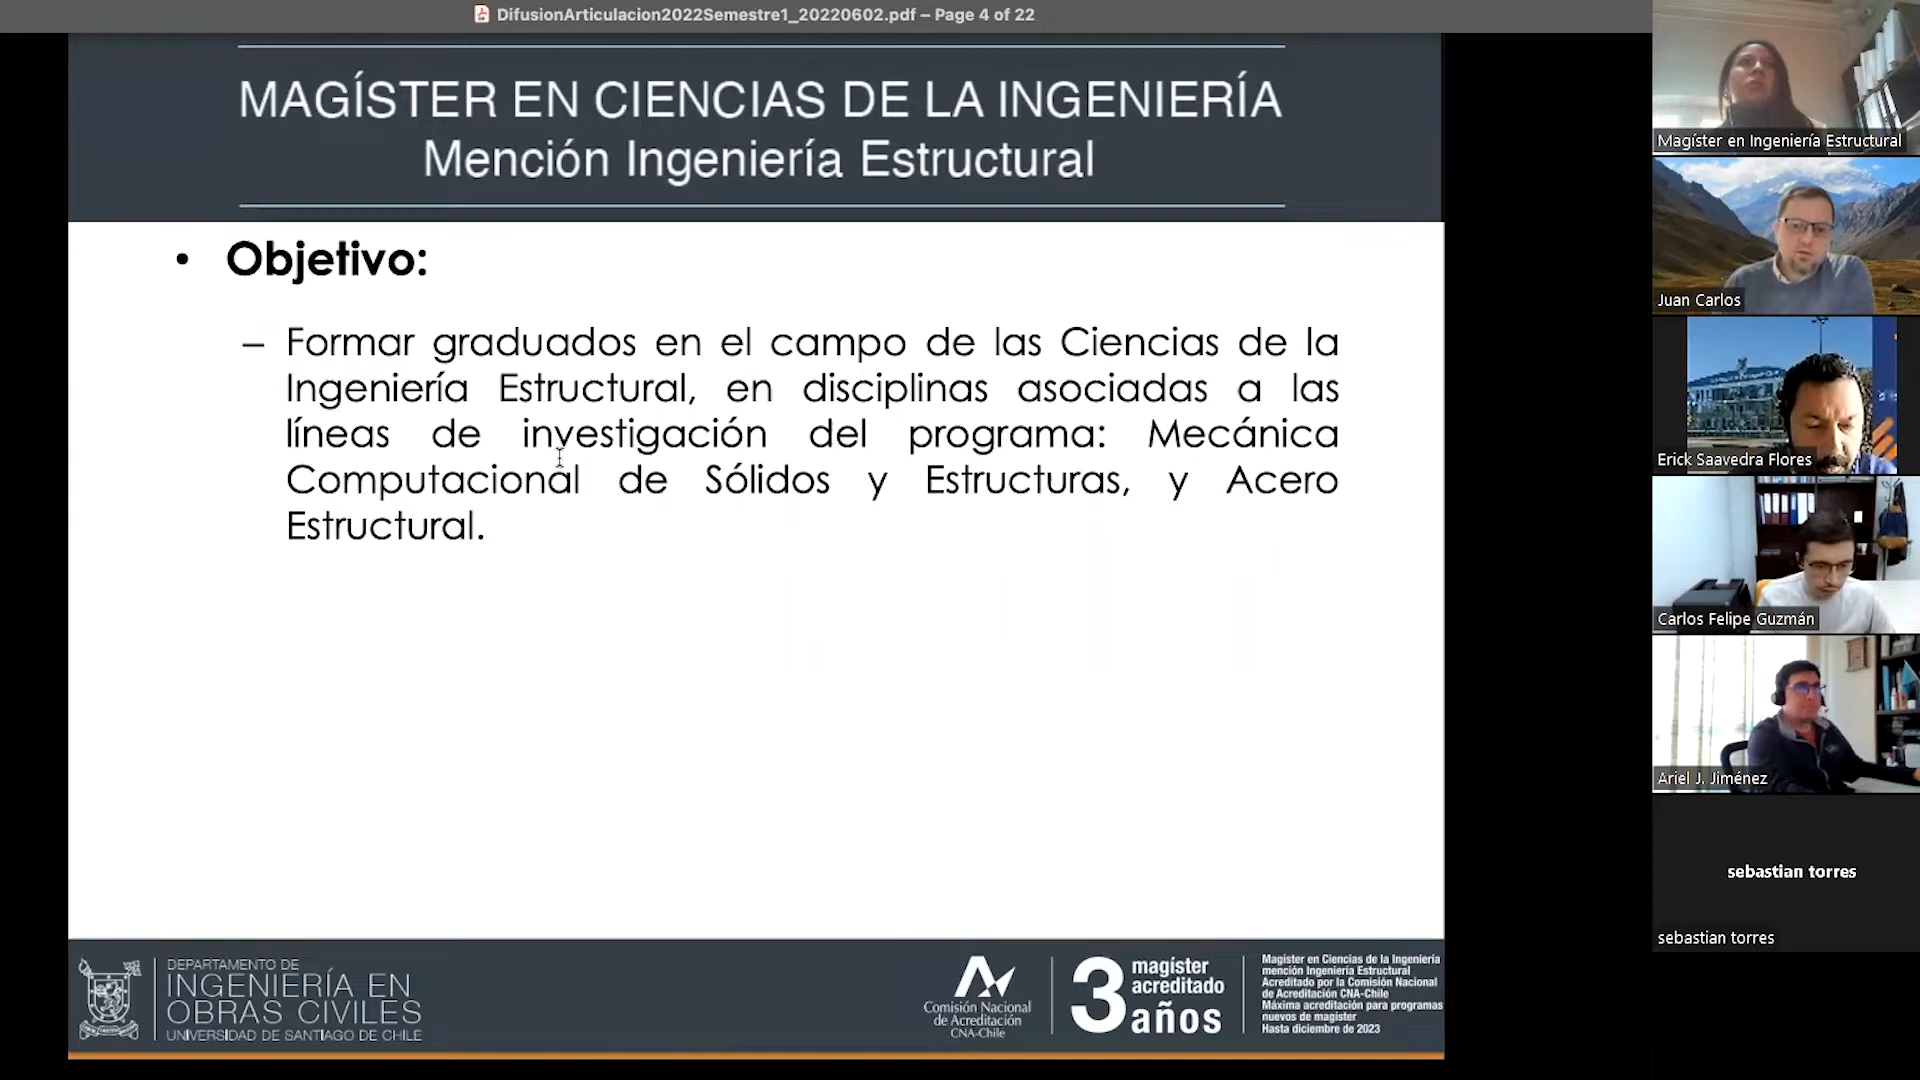 DifusionArticulacion2022Semestre1_20220602.pdf – Page 4 of 22
MAGÍSTER EN CIENCIAS DE LA INGENIERÍA
Mención Ingeniería Estructural
• Objetivo:
– Formar graduados en el campo de las Ciencias de la
Ingeniería Estructural, en disciplinas asociadas a las
líneas de investigación del programa: Mecánica
Computacional de Sólidos y Estructuras, y Acero
Estructural.
DEPARTAMENTO DE
INGENIERÍA EN
OBRAS CIVILES
UNIVERSIDAD DE SANTIAGO DE CHILE
Comisión Nacional
de Acreditación
CNA-Chile
3 años
magíster
acreditado
Magíster en Ciencias de la Ingeniería
mención Ingeniería Estructural
Acreditado por la Comisión Nacional
de Acreditación CNA-Chile
Máxima acreditación para programas
nuevos de magíster
Hasta diciembre de 2023
Magíster en Ingeniería Estructural
Juan Carlos
Erick Saavedra Flores
Carlos Felipe Guzmán
Ariel J. Jiménez
sebastian torres
sebastian torres